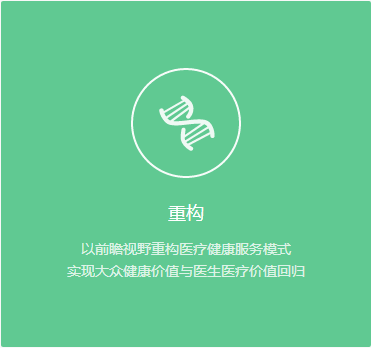 重构
以前瞻视野重构医疗健康服务模式
实现大众健康价值与医生医疗价值回归